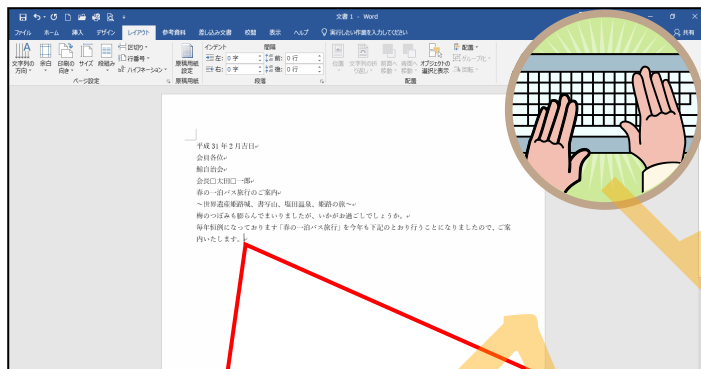 文書 1 - Word
ファイル ホーム 挿入 デザイン レイアウト 参考資料 差し込み文書 校閲 表示 ヘルプ 実行したい作業を入力してください 共有
文字列の方向 余白 印刷の向き サイズ 段組み 区切り 行番号 ハイフネーション
ページ設定
原稿用紙設定
原稿用紙
インデント 間隔
左: 0 字 前: 0 行
右: 0 字 後: 0 行
段落
位置 文字列の折り返し 前面へ移動 背面へ移動 オブジェクトの選択と表示 配置 グループ化 回転
配置
平成 31 年 2 月吉日
会員各位
鯨自治会
会長□太田□一郎
春の一泊バス旅行のご案内
~世界遺産姫路城、書写山、塩田温泉、姫路の旅~
梅のつぼみも膨らんでまいりましたが、いかがお過ごしでしょうか。
毎年恒例になっております「春の一泊バス旅行」を今年も下記のとおり行うことになりましたので、ご案
内いたします。